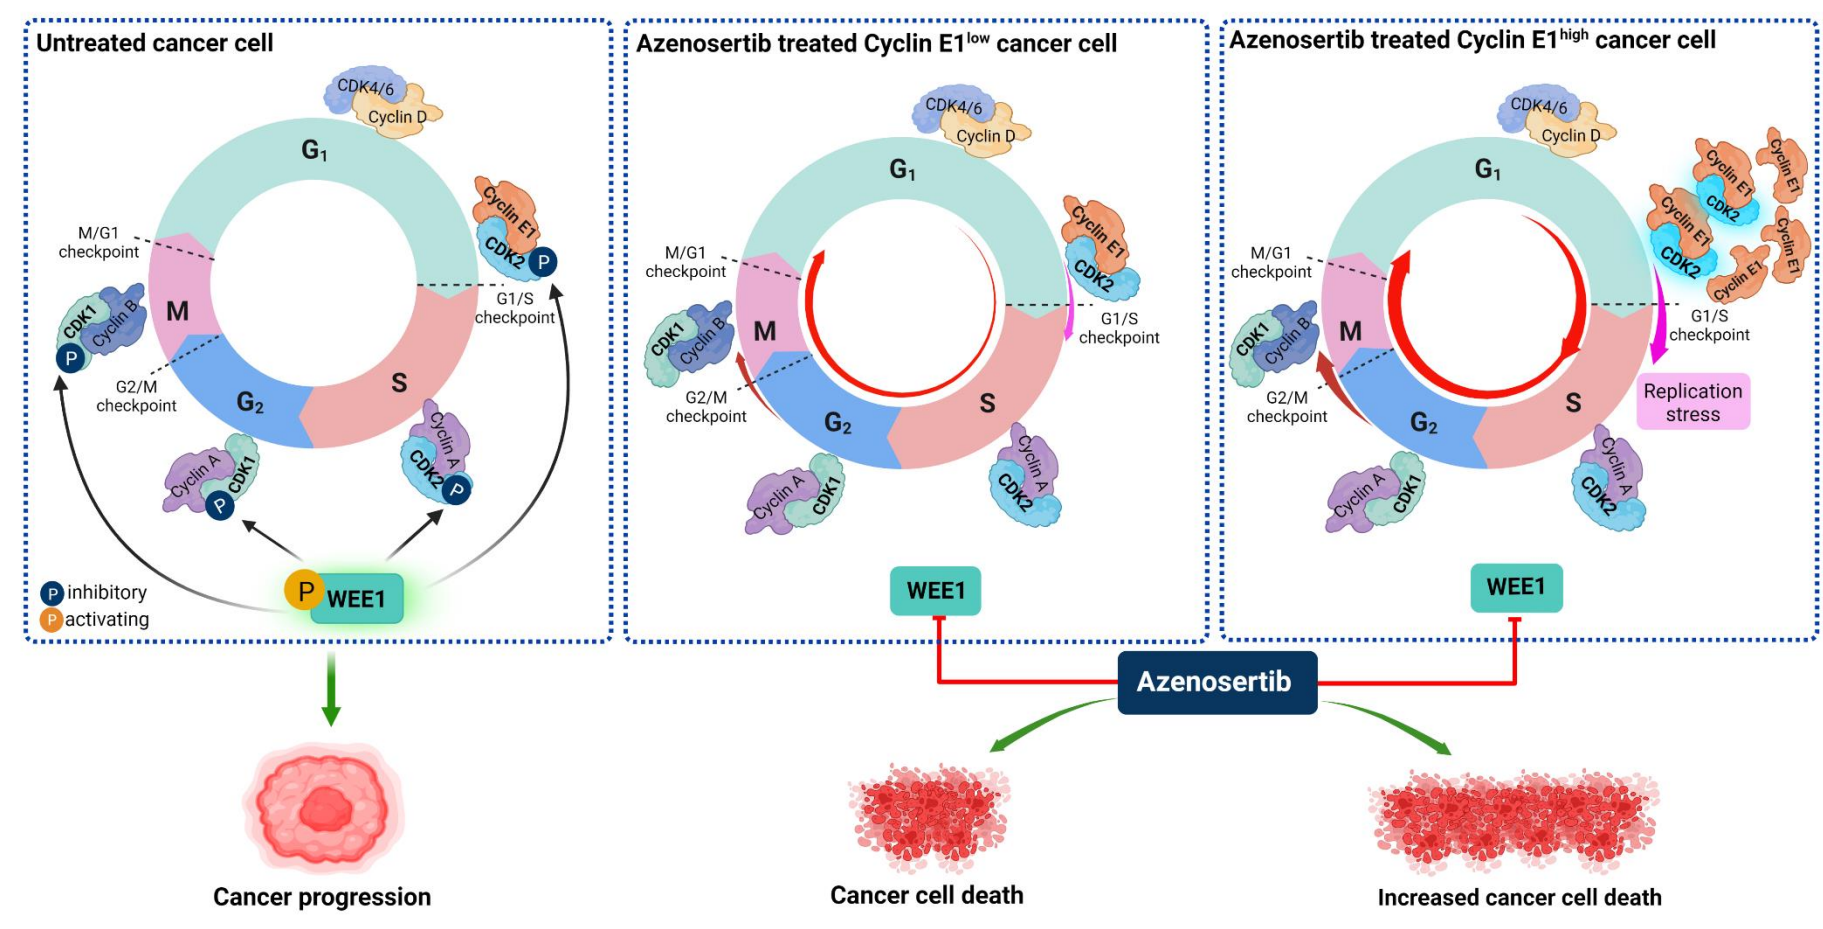 Untreated cancer cell
CDK4/6
Cyclin D
G1
Cyclin E1
CDK2
P
M/G1
checkpoint
G1/S
checkpoint
M
CDK1
Cyclin B
P
G2/M
checkpoint
G2
S
Cyclin A
CDK1
P
Cyclin A
CDK2
P
P
WEE1
P inhibitory
P activating
Cancer progression
Azenosertib treated Cyclin E1low cancer cell
CDK4/6
Cyclin D
G1
Cyclin E1
CDK2
M/G1
checkpoint
G1/S
checkpoint
M
CDK1
Cyclin B
G2/M
checkpoint
G2
S
Cyclin A
CDK1
Cyclin A
CDK2
WEE1
Azenosertib treated Cyclin E1high cancer cell
CDK4/6
Cyclin D
G1
Cyclin E1
CDK2
Cyclin E1
CDK2
Cyclin E1
Cyclin E1
Cyclin E1
M/G1
checkpoint
G1/S
checkpoint
Replication
stress
M
CDK1
Cyclin B
G2/M
checkpoint
G2
S
Cyclin A
CDK1
Cyclin A
CDK2
WEE1
Azenosertib
Cancer cell death
Increased cancer cell death